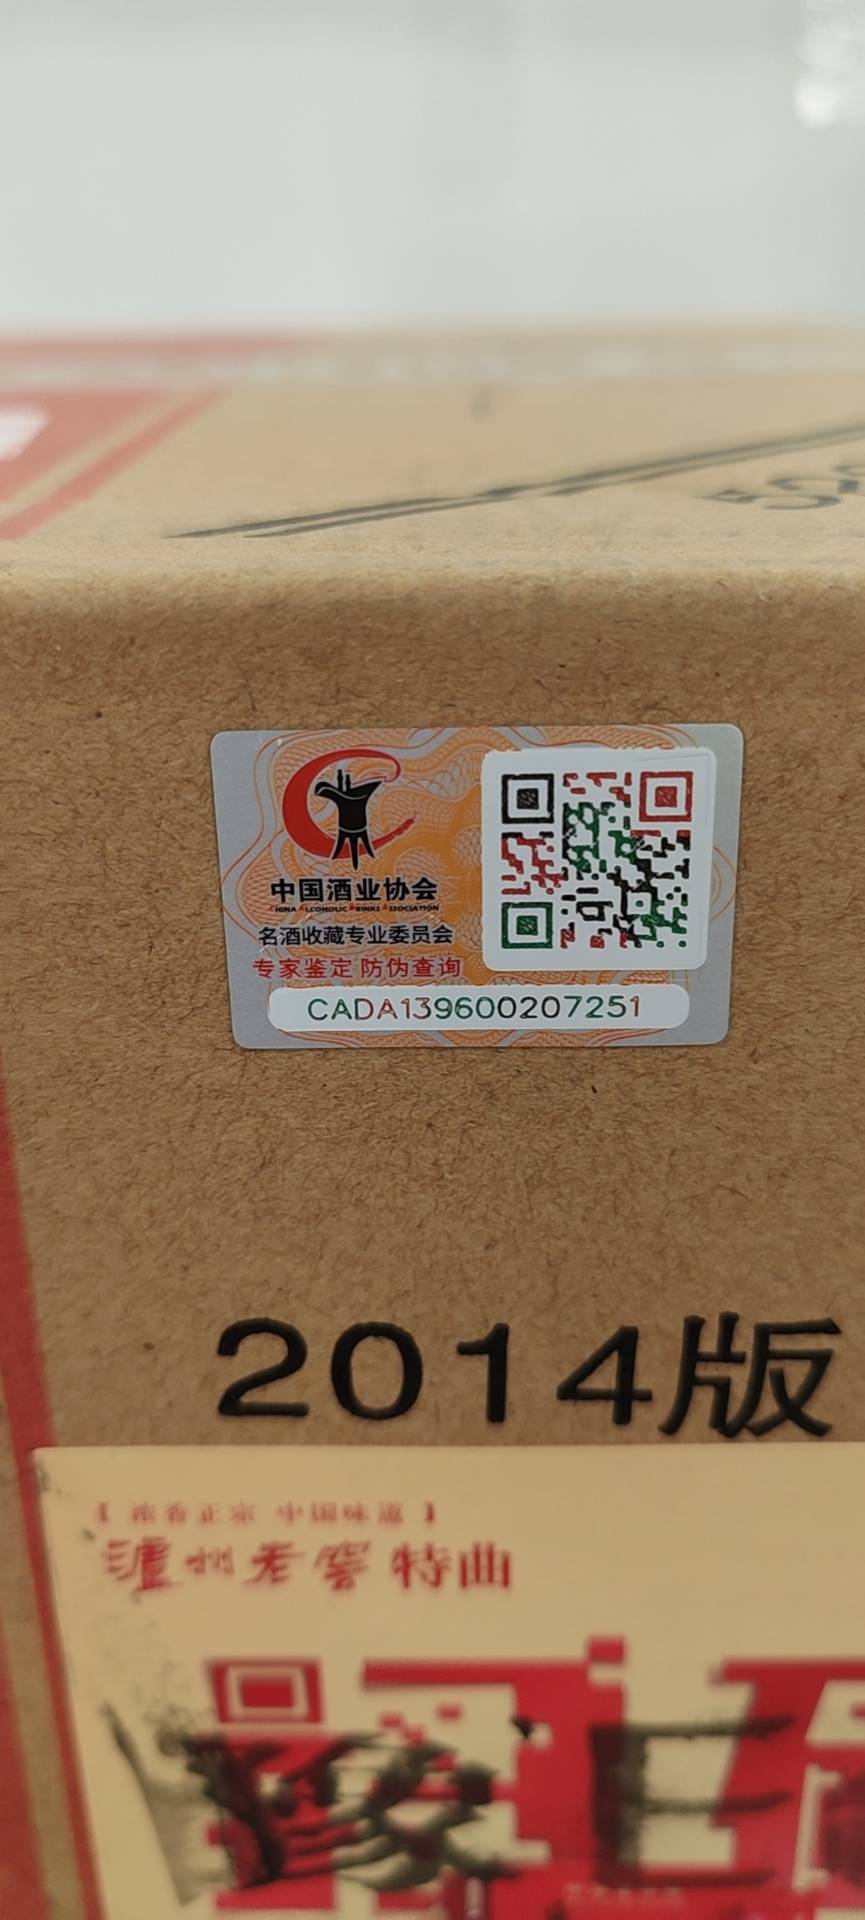 中国酒业协会
CHINA ALCOHOLIC DRINKS ASSOCIATION
名酒收藏专业委员会
专家鉴定 防伪查询
CADA139600207251
2014版
【 浓香正宗 中国味道 】
泸州老窖 特曲